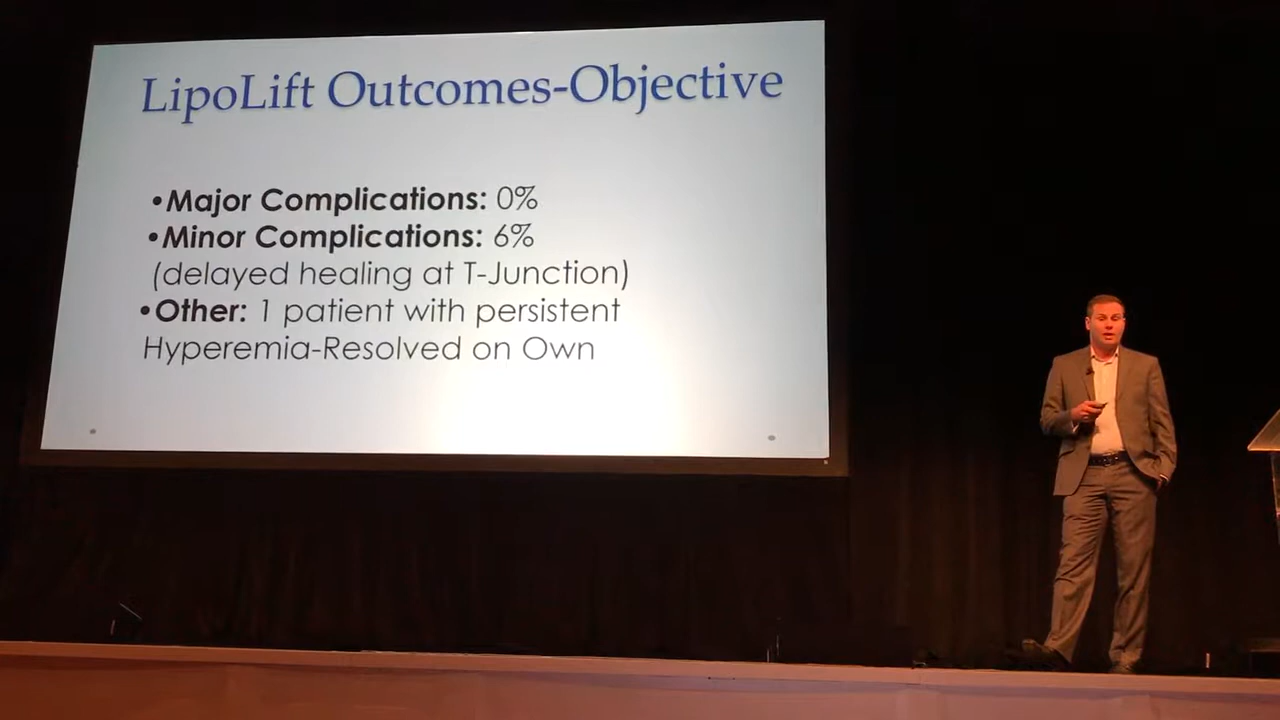 LipoLift Outcomes-Objective
•Major Complications: 0%
•Minor Complications: 6%
(delayed healing at T-Junction)
•Other: 1 patient with persistent
Hyperemia-Resolved on Own